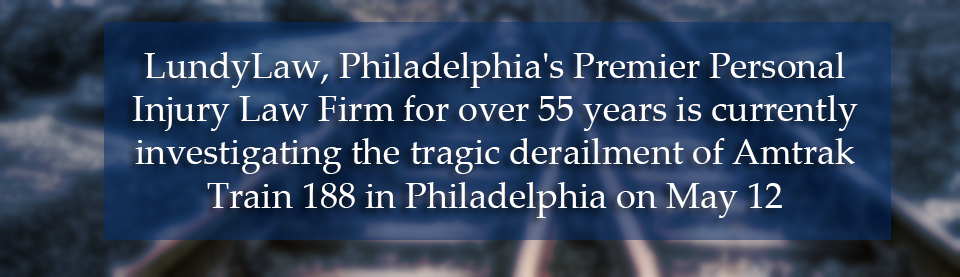 LundyLaw, Philadelphia's Premier Personal
Injury Law Firm for over 55 years is currently
investigating the tragic derailment of Amtrak
Train 188 in Philadelphia on May 12